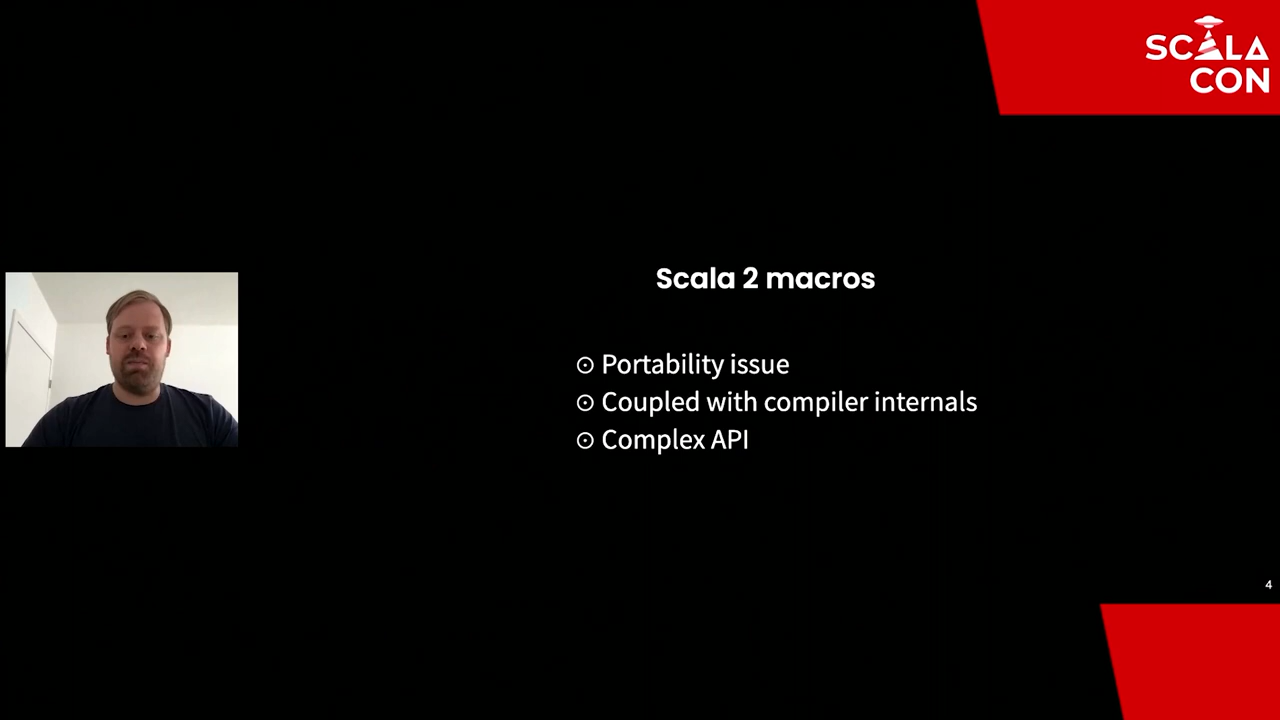 SCALA
CON
Scala 2 macros
Portability issue
Coupled with compiler internals
Complex API
4